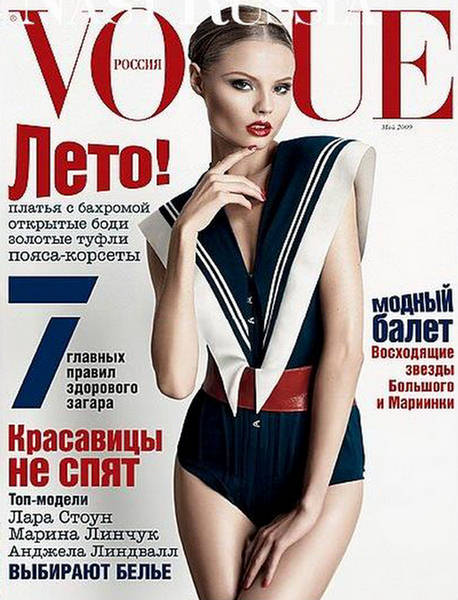 VOGUE
РОССИЯ
Май 2009
Лето!
платья с бахромой
открытые боди
золотые туфли
пояса-корсеты
7
главных
правил
здорового
загара
модный
балет
Восходящие
звезды
Большого
и Мариинки
Красавицы
не спят
Топ-модели
Лара Стоун
Марина Линчук
Анджела Линдвалл
ВЫБИРАЮТ БЕЛЬЕ